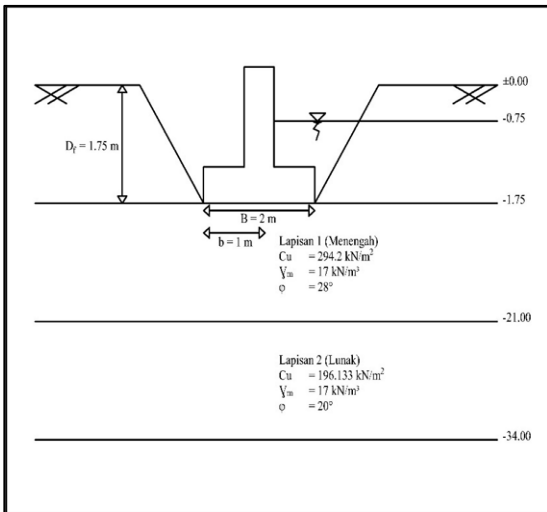 ±0.00
-0.75
Df = 1.75 m
-1.75
B = 2 m
b = 1 m
Lapisan 1 (Menengah)
Cu = 294.2 kN/m²
γm = 17 kN/m³
φ = 28°
-21.00
Lapisan 2 (Lunak)
Cu = 196.133 kN/m²
γm = 17 kN/m³
φ = 20°
-34.00